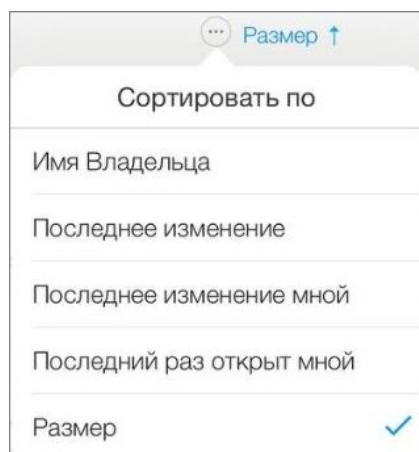 Размер ↑
Сортировать по
Имя Владельца
Последнее изменение
Последнее изменение мной
Последний раз открыт мной
Размер